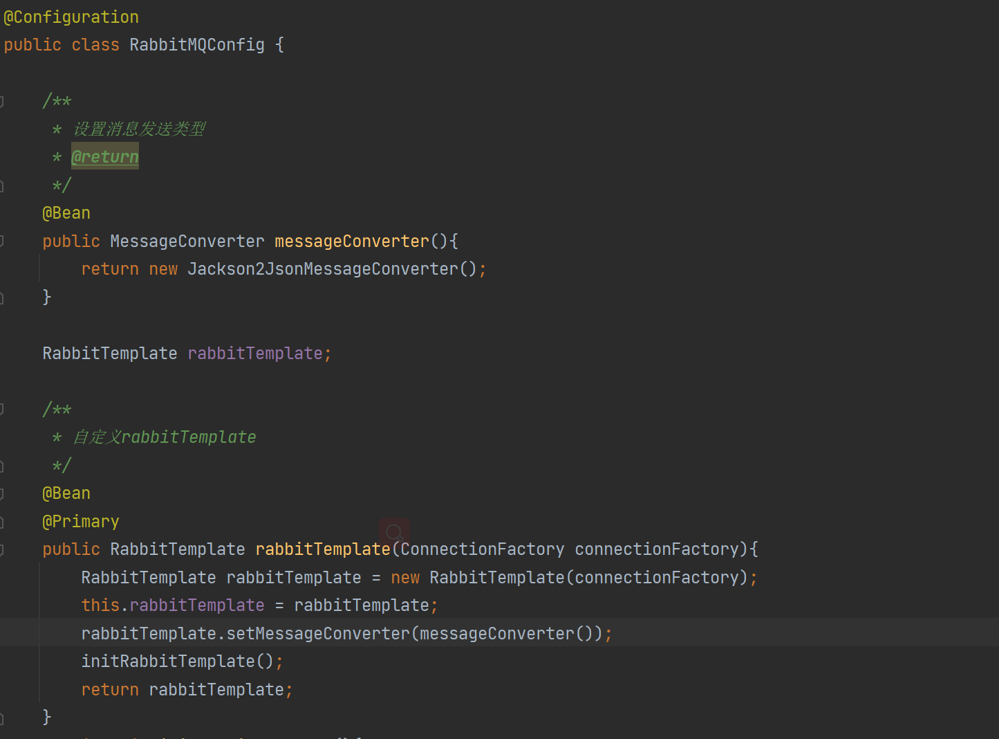 @Configuration
public class RabbitMQConfig {
/**
* 设置消息发送类型
* @return
*/
@Bean
public MessageConverter messageConverter(){
return new Jackson2JsonMessageConverter();
}
RabbitTemplate rabbitTemplate;
/**
* 自定义rabbitTemplate
*/
@Bean
@Primary
public RabbitTemplate rabbitTemplate(ConnectionFactory connectionFactory){
RabbitTemplate rabbitTemplate = new RabbitTemplate(connectionFactory);
this.rabbitTemplate = rabbitTemplate;
rabbitTemplate.setMessageConverter(messageConverter());
initRabbitTemplate();
return rabbitTemplate;
}